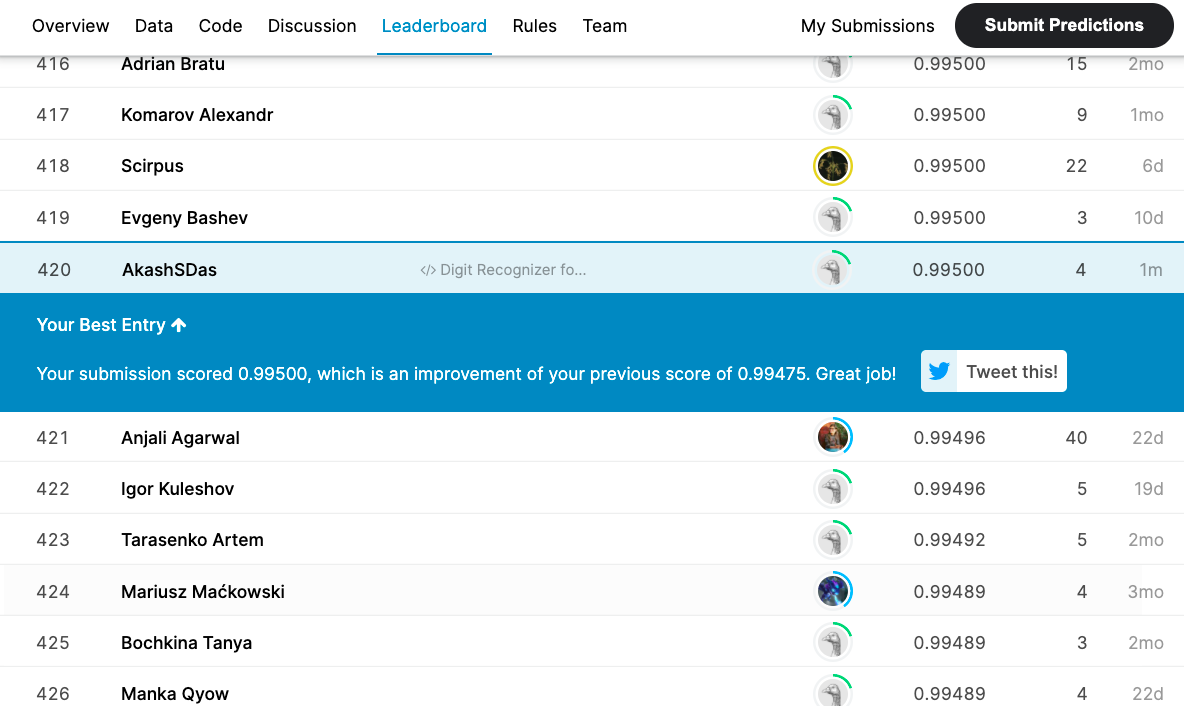 Overview Data Code Discussion Leaderboard Rules Team My Submissions Submit Predictions
416 Adrian Bratu 0.99500 15 2mo
417 Komarov Alexandr 0.99500 9 1mo
418 Scirpus 0.99500 22 6d
419 Evgeny Bashev 0.99500 3 10d
420 AkashSDas </> Digit Recognizer fo... 0.99500 4 1m
Your Best Entry
Your submission scored 0.99500, which is an improvement of your previous score of 0.99475. Great job! Tweet this!
421 Anjali Agarwal 0.99496 40 22d
422 Igor Kuleshov 0.99496 5 19d
423 Tarasenko Artem 0.99492 5 2mo
424 Mariusz Maćkowski 0.99489 4 3mo
425 Bochkina Tanya 0.99489 3 2mo
426 Manka Qyow 0.99489 4 22d